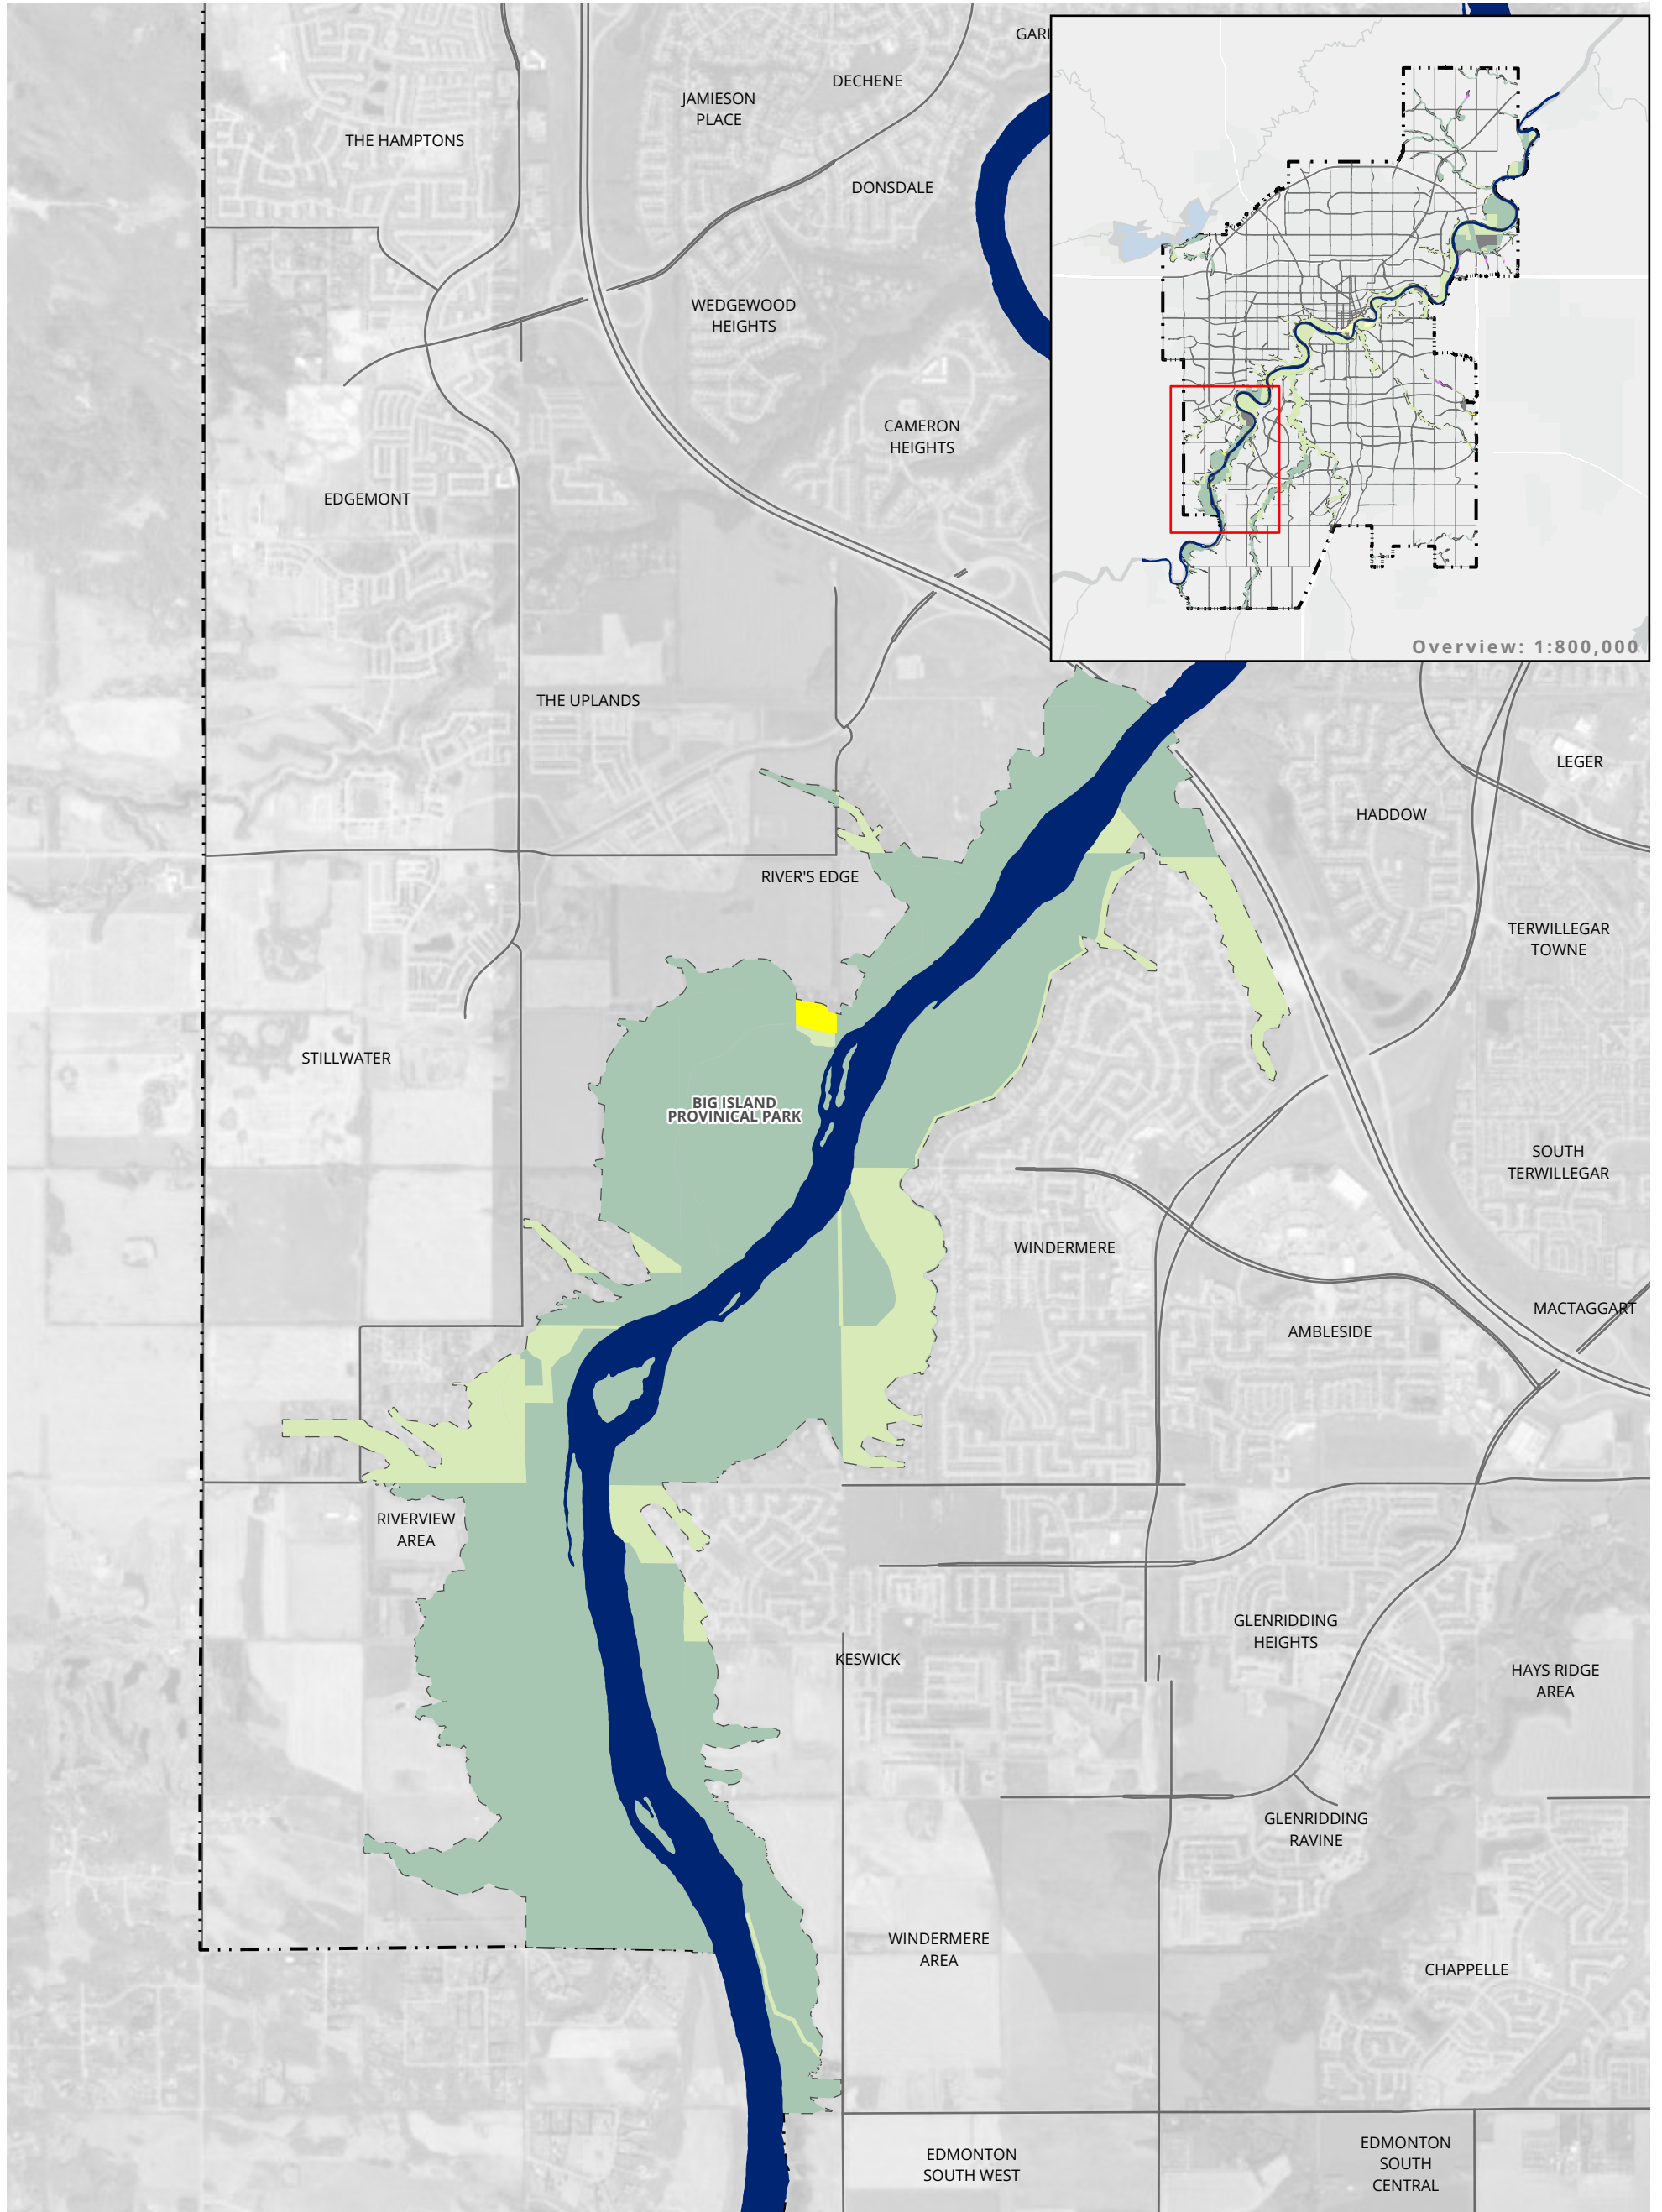 GARI
DECHENE
JAMIESON
PLACE
THE HAMPTONS
DONSDALE
WEDGEWOOD
HEIGHTS
CAMERON
HEIGHTS
EDGEMONT
Overview: 1:800,000
THE UPLANDS
LEGER
HADDOW
RIVER'S EDGE
TERWILLEGAR
TOWNE
STILLWATER
BIG ISLAND
PROVINICAL PARK
SOUTH
TERWILLEGAR
WINDERMERE
MACTAGGART
AMBLESIDE
RIVERVIEW
AREA
GLENRIDDING
HEIGHTS
KESWICK
HAYS RIDGE
AREA
GLENRIDDING
RAVINE
WINDERMERE
AREA
CHAPPELLE
EDMONTON
SOUTH WEST
EDMONTON
SOUTH
CENTRAL